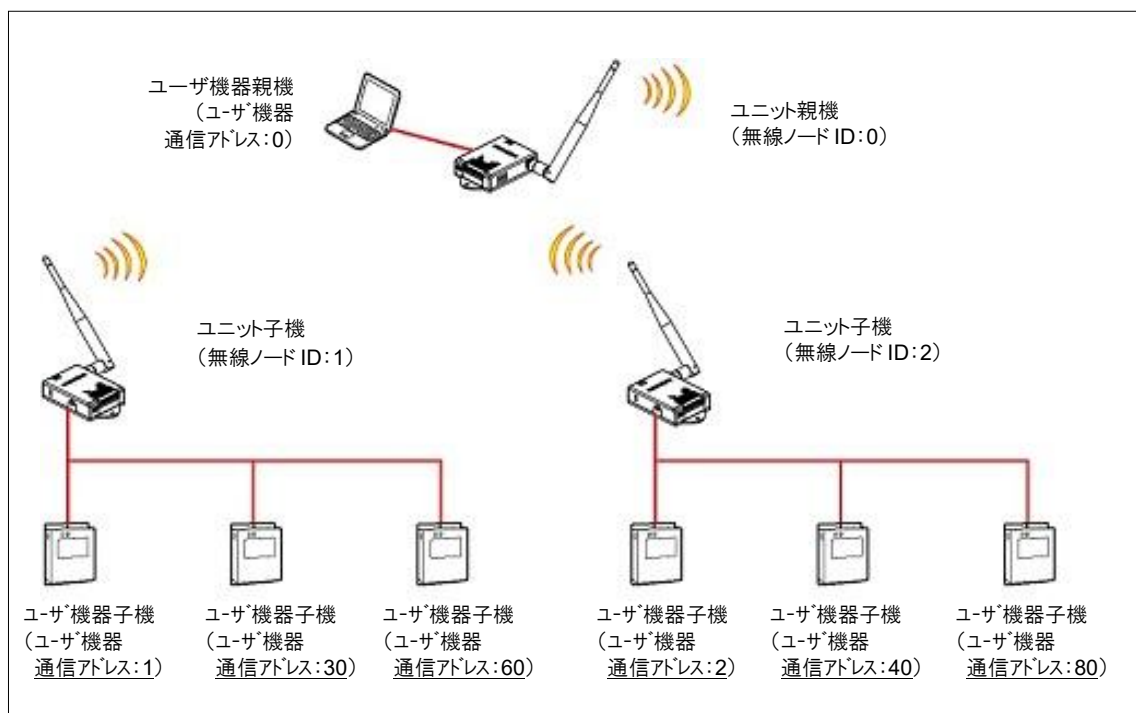 ユーザ機器親機
（ユｰザ機器
通信アドレス：0）
ユニット親機
（無線ノード ID：0）
ユニット子機
（無線ノード ID：1）
ユニット子機
（無線ノード ID：2）
ユｰザ機器子機
（ユｰザ機器
通信アドレス：1）
ユｰザ機器子機
（ユｰザ機器
通信アドレス：30）
ユｰザ機器子機
（ユｰザ機器
通信アドレス：60）
ユｰザ機器子機
（ユｰザ機器
通信アドレス：2）
ユｰザ機器子機
（ユｰザ機器
通信アドレス：40）
ユｰザ機器子機
（ユｰザ機器
通信アドレス：80）